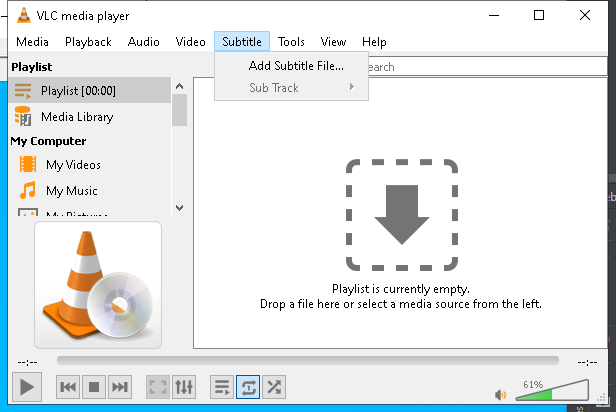 VLC media player
Media Playback Audio Video Subtitle Tools View Help
Playlist
Add Subtitle File...
earch
Playlist [00:00]
Sub Track
Media Library
My Computer
My Videos
My Music
My Pictures
Playlist is currently empty.
Drop a file here or select a media source from the left.
--:-- --:--
61%